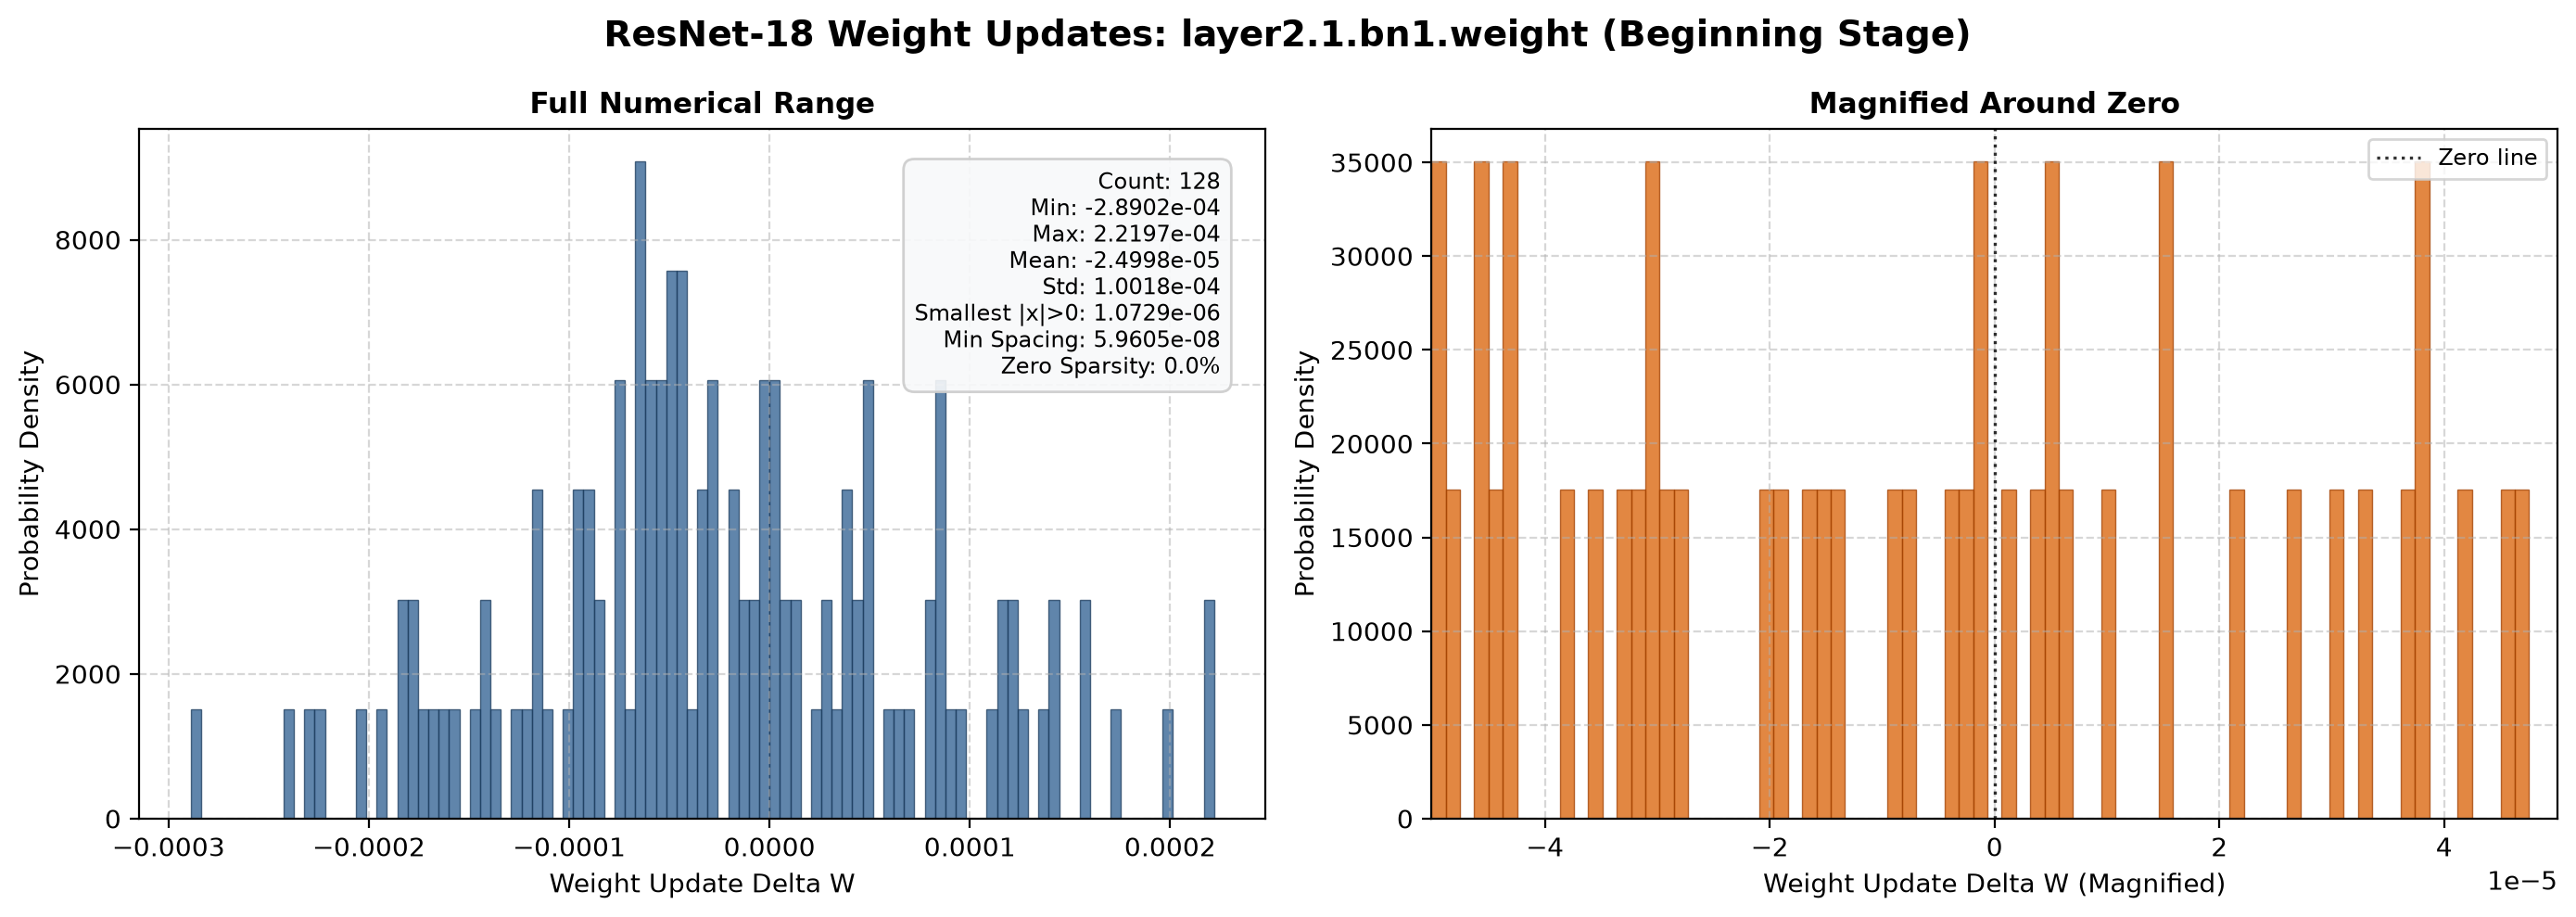 ResNet-18 Weight Updates: layer2.1.bn1.weight (Beginning Stage)
Full Numerical Range
Probability Density
8000
6000
4000
2000
0
Count: 128
Min: -2.8902e-04
Max: 2.2197e-04
Mean: -2.4998e-05
Std: 1.0018e-04
Smallest |x|>0: 1.0729e-06
Min Spacing: 5.9605e-08
Zero Sparsity: 0.0%
−0.0003 −0.0002 −0.0001 0.0000 0.0001 0.0002
Weight Update Delta W
Magnified Around Zero
Probability Density
35000
30000
25000
20000
15000
10000
5000
0
Zero line
−4 −2 0 2 4
1e−5
Weight Update Delta W (Magnified)